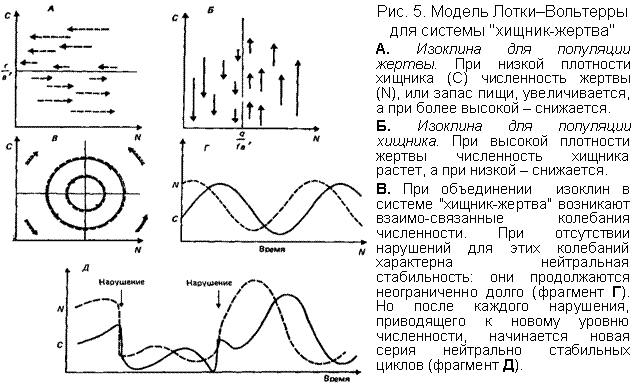 Рис. 5. Модель Лотки–Вольтерры
для системы "хищник-жертва"
А. Изоклина для популяции
жертвы. При низкой плотности
хищника (С) численность жертвы
(N), или запас пищи, увеличивается,
а при более высокой – снижается.
Б. Изоклина для популяции
хищника. При высокой плотности
жертвы численность хищника
растет, а при низкой – снижается.
В. При объединении изоклин в
системе "хищник-жертва" возникают
взаимо-связанные колебания
численности. При отсутствии
нарушений для этих колебаний
характерна нейтральная
стабильность: они продолжаются
неограниченно долго (фрагмент Г).
Но после каждого нарушения,
приводящего к новому уровню
численности, начинается новая
серия нейтрально стабильных
циклов (фрагмент Д).
С А
r
a'
N
С Б
q
fa'
N
С В
N
Г
N
С
Время
Д
Нарушение Нарушение
N
С
Время